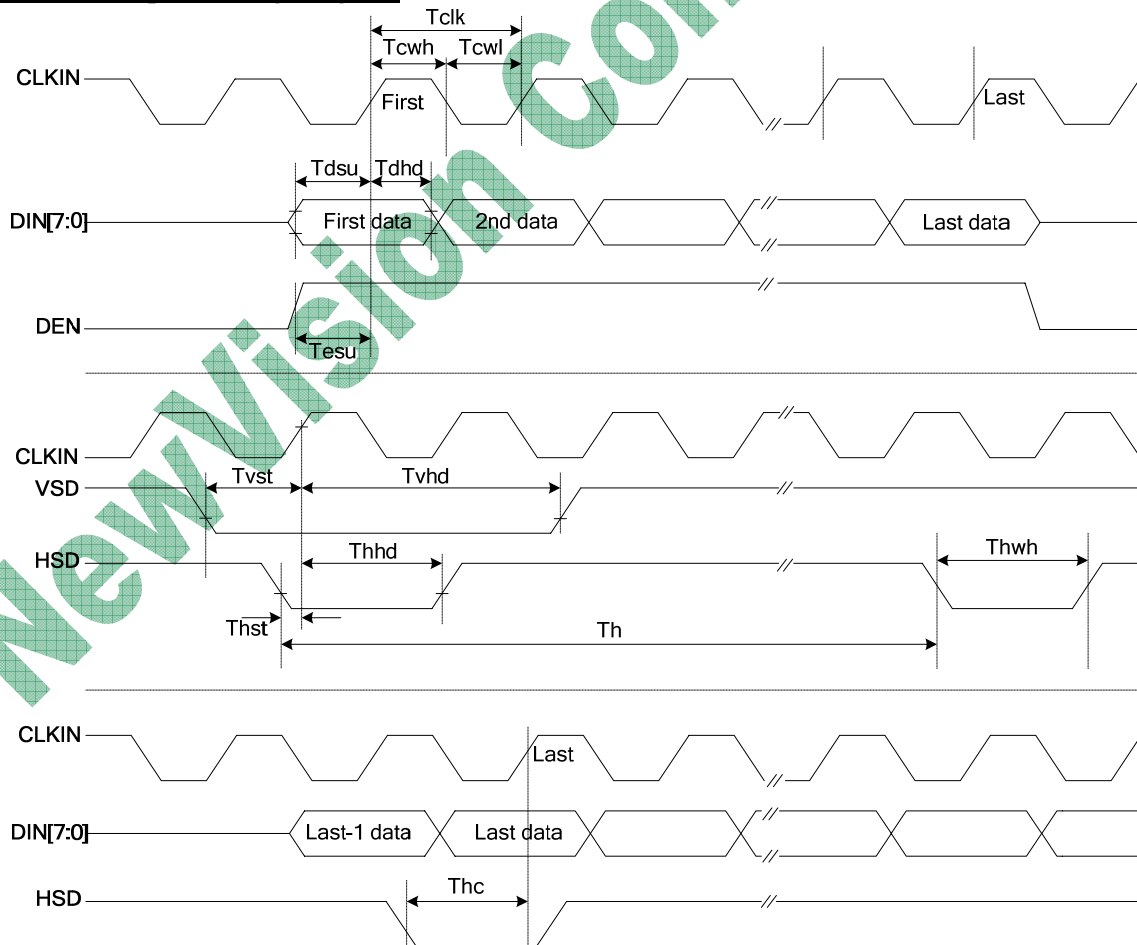 Tclk
Tcwh Tcwl
CLKIN
First
Last
Tdsu Tdhd
DIN[7:0]
First data
2nd data
Last data
DEN
Tesu
CLKIN
VSD
Tvst
Tvhd
HSD
Thhd
Thwh
Thst
Th
CLKIN
Last
DIN[7:0]
Last-1 data
Last data
HSD
Thc
NewVision Con